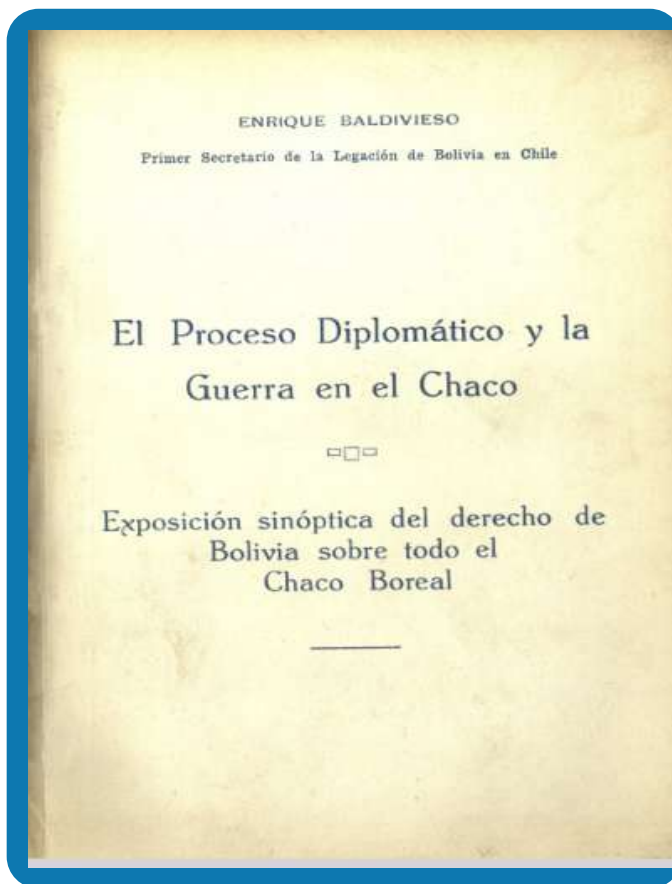 ENRIQUE BALDIVIESO
Primer Secretario de la Legación de Bolivia en Chile
El Proceso Diplomático y la
Guerra en el Chaco
Exposición sinóptica del derecho de
Bolivia sobre todo el
Chaco Boreal